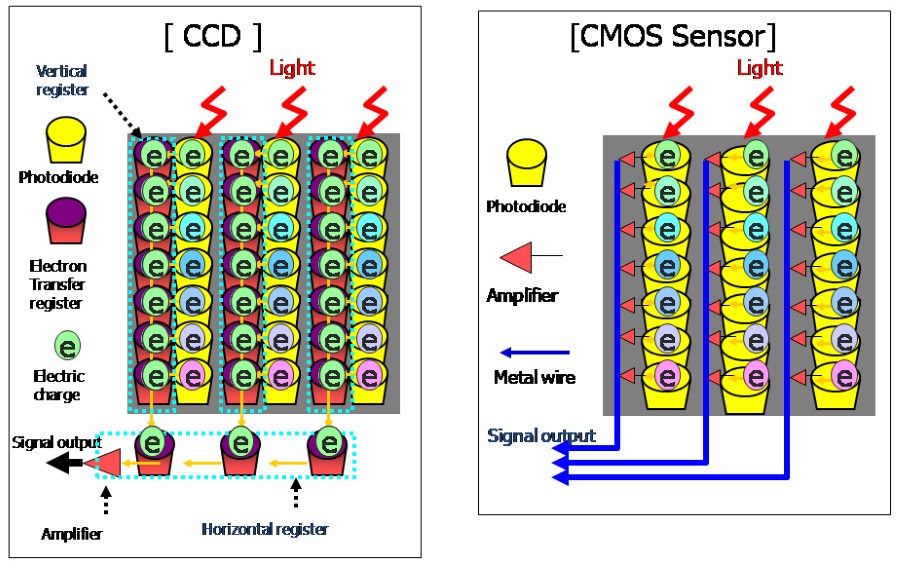 [ CCD ]
Vertical
register
Light
Photodiode
Electron
Transfer
register
Electric
charge
e e e e e e
e e e e e e
e e e e e e
e e e e e e
e e e e e e
e e e e e e
e e e e e e
e
e e e
Signal output
Amplifier
Horizontal register
[CMOS Sensor]
Light
Photodiode
Amplifier
Metal wire
Signal output
e e e
e e e
e e e
e e e
e e e
e e e
e e e